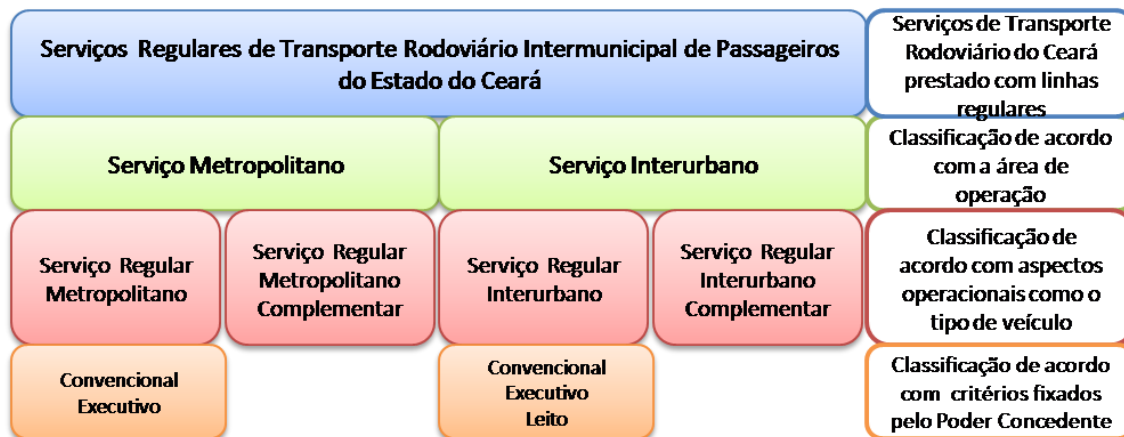 Serviços Regulares de Transporte Rodoviário Intermunicipal de Passageiros
do Estado do Ceará
Serviços de Transporte
Rodoviário do Ceará
prestado com linhas
regulares
Serviço Metropolitano
Serviço Interurbano
Classificação de acordo
com a área de
operação
Serviço Regular
Metropolitano
Serviço Regular
Metropolitano
Complementar
Serviço Regular
Interurbano
Serviço Regular
Interurbano
Complementar
Classificação de
acordo com aspectos
operacionais como o
tipo de veículo
Convencional
Executivo
Convencional
Executivo
Leito
Classificação de acordo
com critérios fixados
pelo Poder Concedente